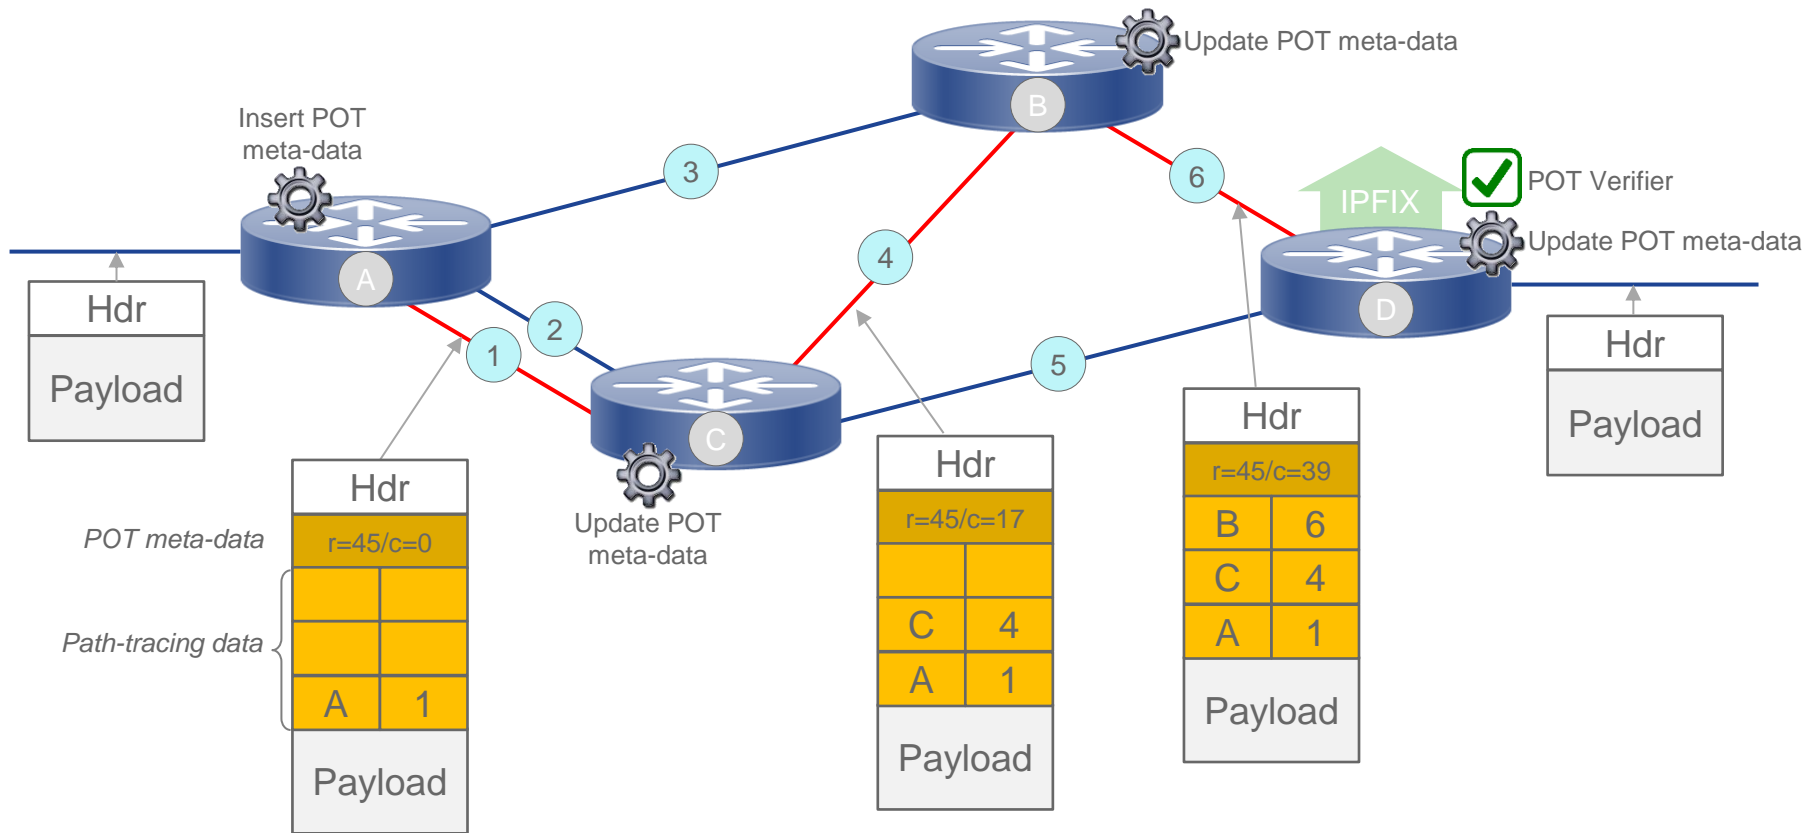 Update POT meta-data
B
Insert POT
meta-data
3
6
IPFIX
POT Verifier
Update POT meta-data
4
A
D
Hdr
Payload
2
1
5
C
Hdr
Payload
Update POT
meta-data
POT meta-data
Path-tracing data
Hdr
r=45/c=0
A 1
Payload
Hdr
r=45/c=17
C 4
A 1
Payload
Hdr
r=45/c=39
B 6
C 4
A 1
Payload